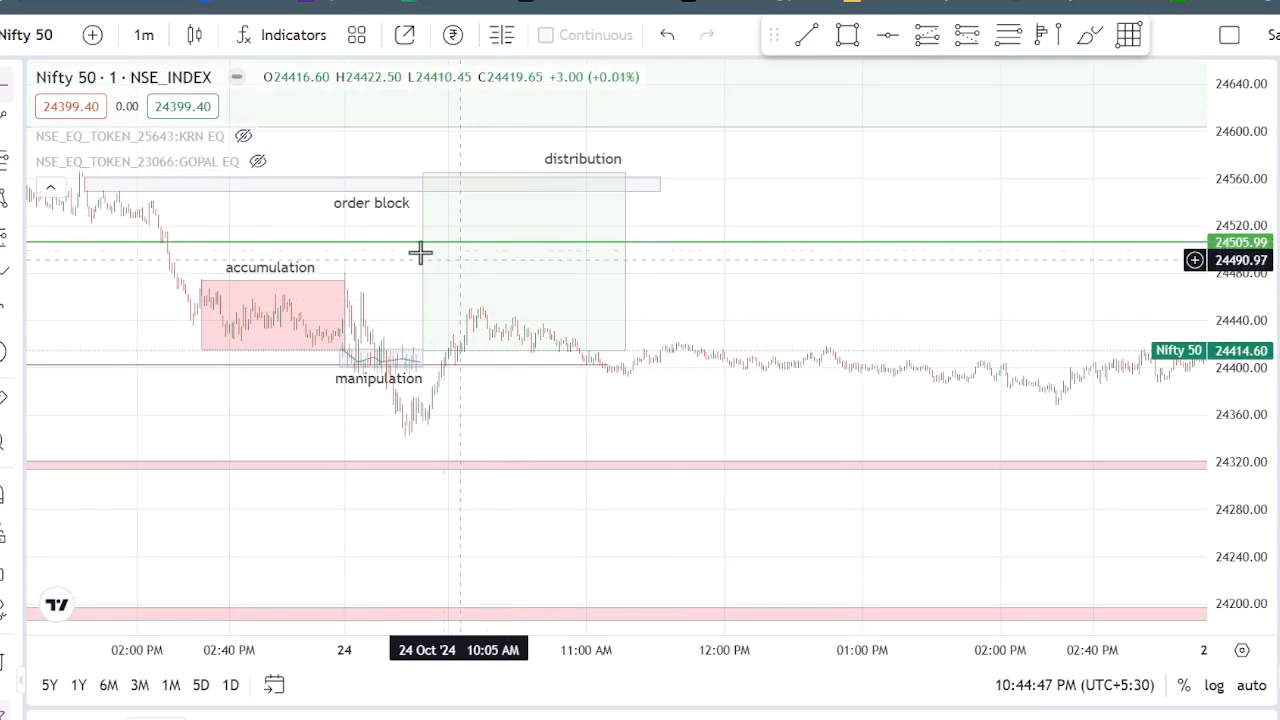 Nifty 50 1m Indicators Continuous Sa
Nifty 50 · 1 · NSE_INDEX O24416.60 H24422.50 L24410.45 C24419.65 +3.00 (+0.01%)
24399.40 0.00 24399.40
NSE_EQ_TOKEN_25643:KRN EQ
NSE_EQ_TOKEN_23066:GOPAL EQ
distribution
order block
accumulation
manipulation
24640.00
24600.00
24560.00
24520.00
24505.99
24490.97
24480.00
24440.00
Nifty 50 24414.60
24400.00
24360.00
24320.00
24280.00
24240.00
24200.00
02:00 PM 02:40 PM 24 24 Oct '24 10:05 AM 11:00 AM 12:00 PM 01:00 PM 02:00 PM 02:40 PM 2
5Y 1Y 6M 3M 1M 5D 1D 10:44:47 PM (UTC+5:30) % log auto